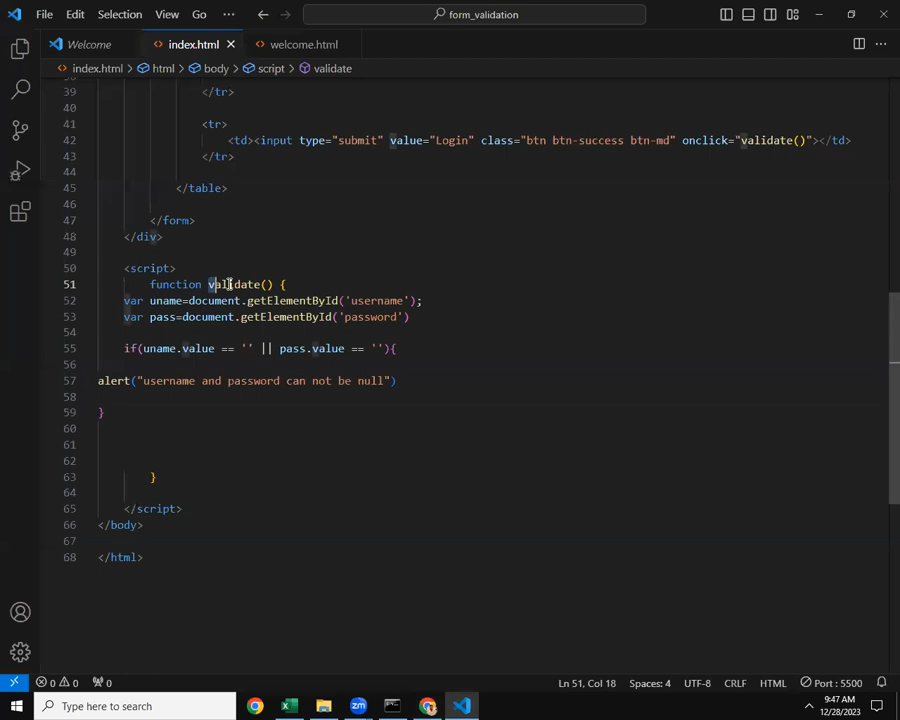 File Edit Selection View Go ··· form_validation
Welcome index.html welcome.html
index.html > html > body > script > validate
39 </tr>
40
41 <tr>
42 <td><input type="submit" value="Login" class="btn btn-success btn-md" onclick="validate()"></td>
43 </tr>
44
45 </table>
46
47 </form>
48 </div>
49
50 <script>
51 function validate() {
52 var uname=document.getElementById('username');
53 var pass=document.getElementById('password')
54
55 if(uname.value == '' || pass.value == ''){
56
57 alert("username and password can not be null")
58
59 }
60
61
62
63 }
64
65 </script>
66 </body>
67
68 </html>
0 0 0 Ln 51, Col 18 Spaces: 4 UTF-8 CRLF HTML Port : 5500
Type here to search
9:47 AM
12/28/2023